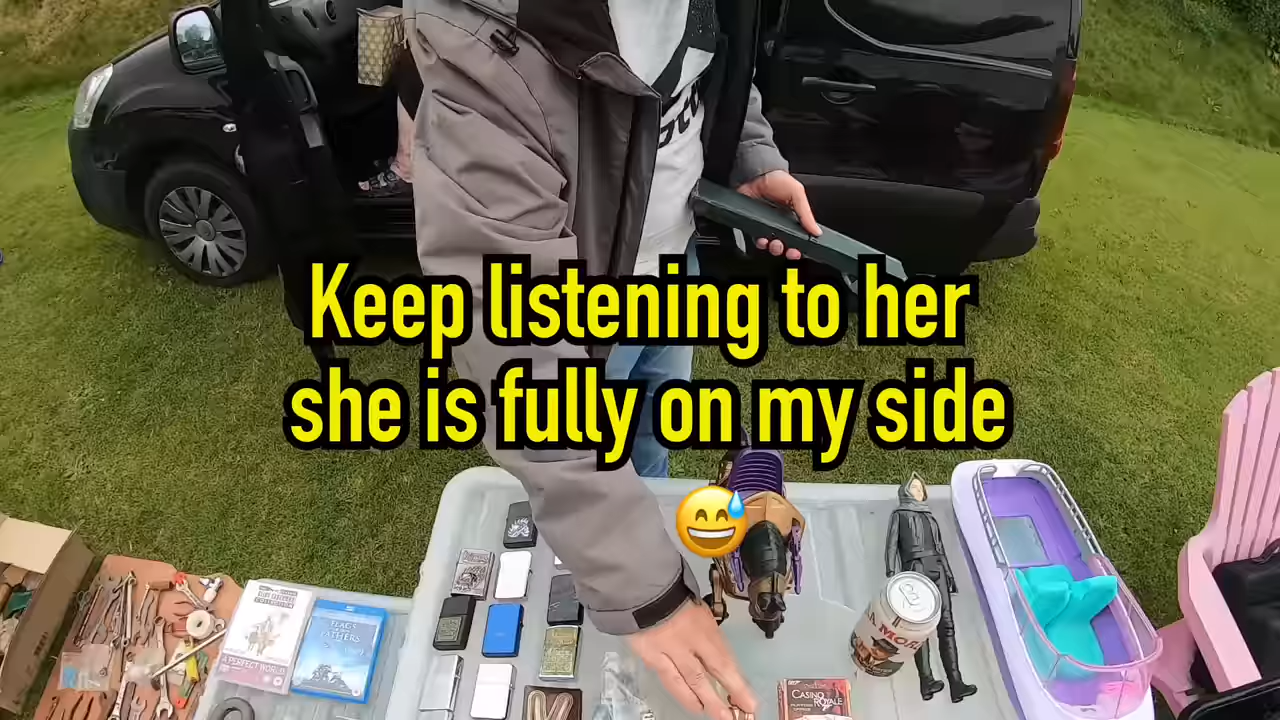 Keep listening to her
she is fully on my side
FLAGS
OF OUR
FATHERS
A PERFECT WORLD
CASINO
ROYALE